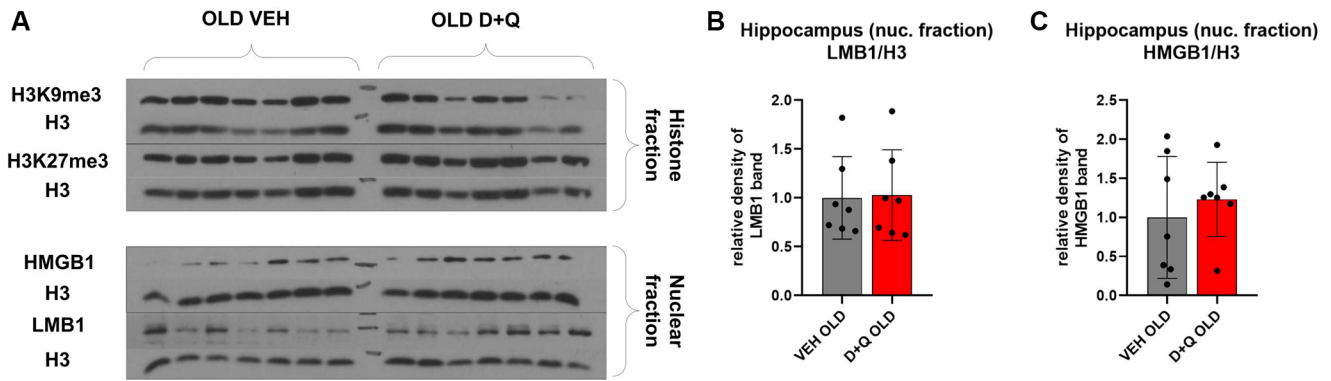 A
OLD VEH
OLD D+Q
H3K9me3
H3
H3K27me3
H3
Histone
fraction
HMGB1
H3
LMB1
H3
Nuclear
fraction
B
Hippocampus (nuc. fraction)
LMB1/H3
relative density of
LMB1 band
2.0
1.5
1.0
0.5
0.0
VEH OLD
D+Q OLD
C
Hippocampus (nuc. fraction)
HMGB1/H3
relative density of
HMGB1 band
2.5
2.0
1.5
1.0
0.5
0.0
VEH OLD
D+Q OLD